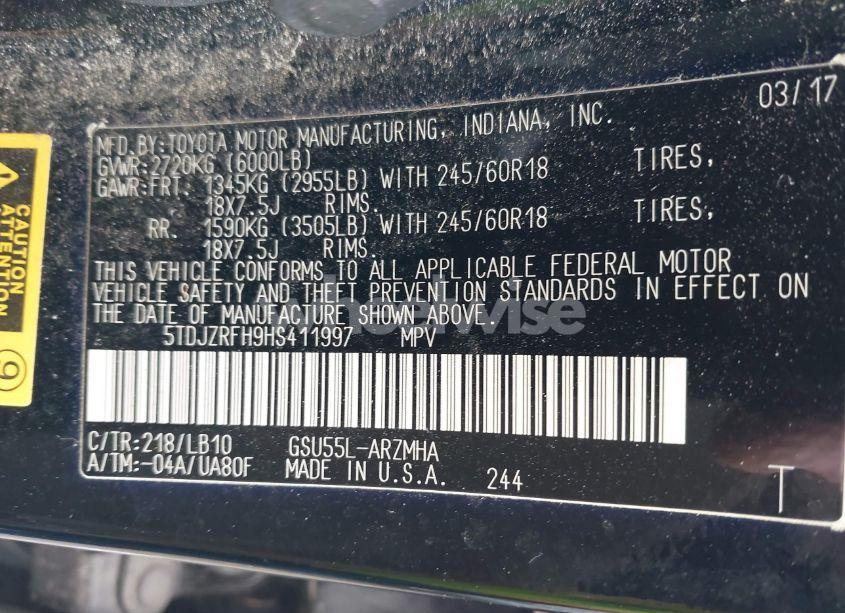 03/17
MFD.BY:TOYOTA MOTOR MANUFACTURING, INDIANA, INC.
GVWR:2720KG (6000LB)
GAWR:FRT. 1345KG (2955LB) WITH 245/60R18 TIRES,
18X7.5J RIMS.
RR. 1590KG (3505LB) WITH 245/60R18 TIRES,
18X7.5J RIMS.
THIS VEHICLE CONFORMS TO ALL APPLICABLE FEDERAL MOTOR
VEHICLE SAFETY AND THEFT PREVENTION STANDARDS IN EFFECT ON
THE DATE OF MANUFACTURE SHOWN ABOVE.
5TDJZRFH9HS411997 MPV
C/TR:218/LB10 GSU55L-ARZMHA
A/TM:-04A/UA80F MADE IN U.S.A. 244 T
CAUTION
ATTENTION
9